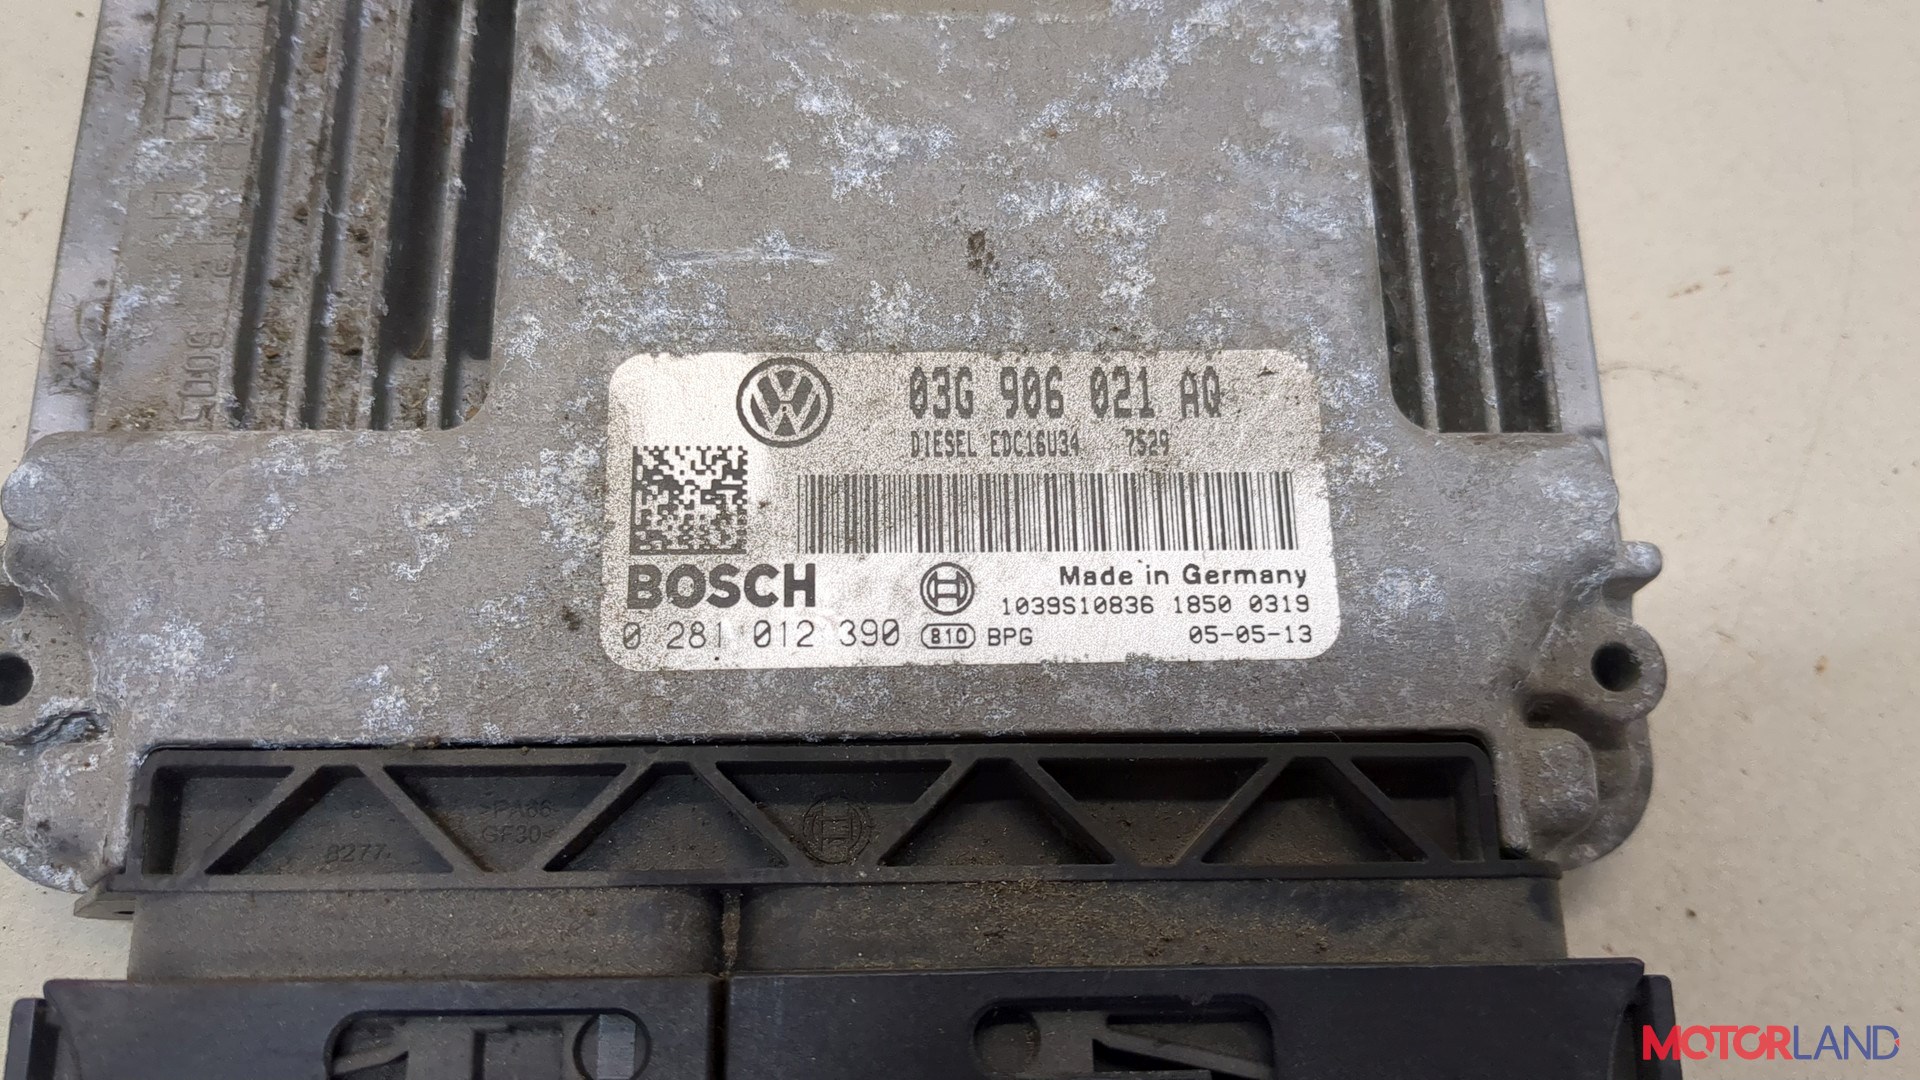 03G 906 021 AQ
DIESEL EDC16U34 7529
BOSCH
Made in Germany
1039S10836 1850 0319
0 281 012 390 810 BPG 05-05-13
>PA66-
GF30<
8277
MOTORLAND